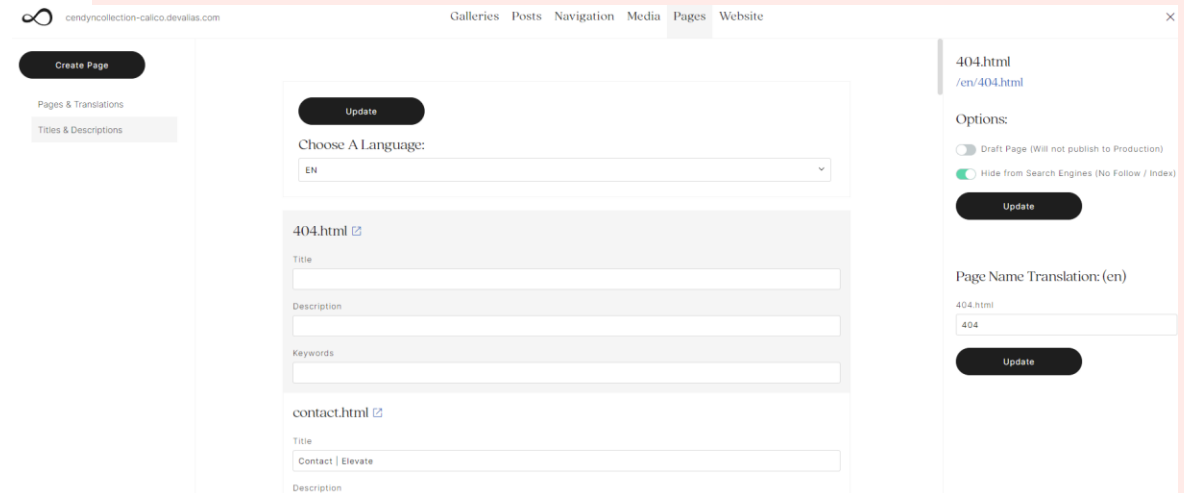 cendyncollection-calico.devalias.com
Galleries Posts Navigation Media Pages Website
Create Page
Pages & Translations
Titles & Descriptions
Update
Choose A Language:
EN
404.html
Title
Description
Keywords
contact.html
Title
Contact | Elevate
Description
404.html
/en/404.html
Options:
Draft Page (Will not publish to Production)
Hide from Search Engines (No Follow / Index)
Update
Page Name Translation: (en)
404.html
404
Update